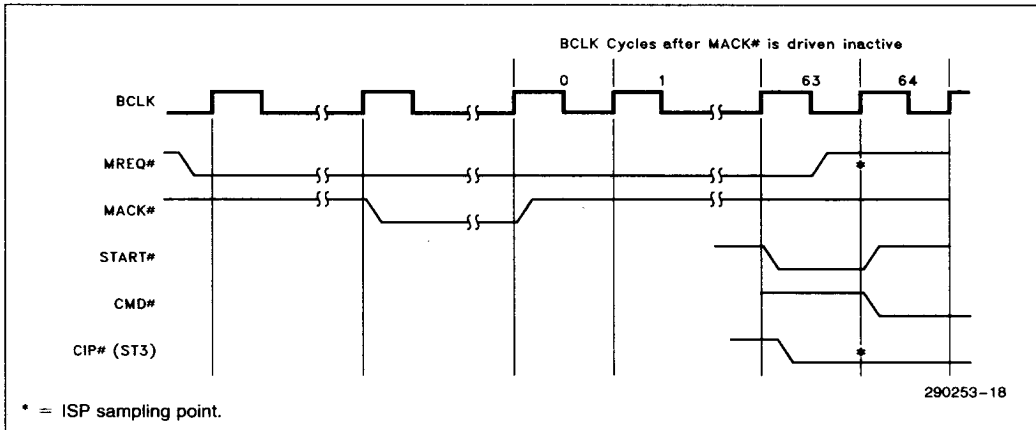 BCLK Cycles after MACK# is driven inactive
0 1 63 64
BCLK
MREQ#
*
MACK#
START#
CMD#
CIP# (ST3)
*
290253-18
* = ISP sampling point.